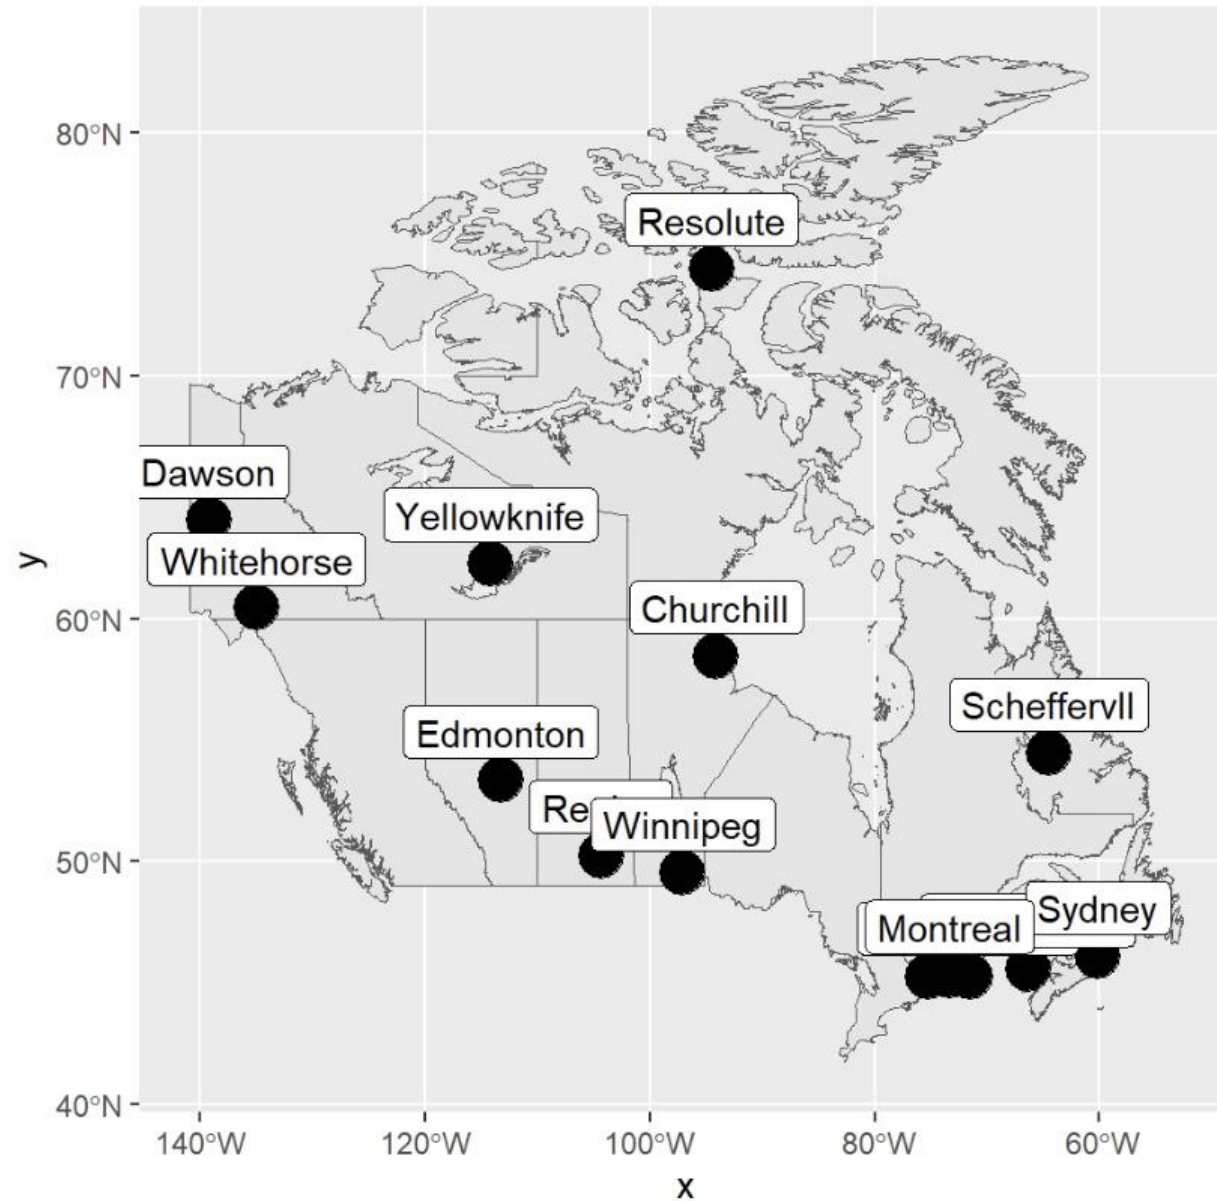 80°N
Resolute
70°N
Dawson
Yellowknife
Whitehorse
y
60°N
Churchill
Scheffervll
Edmonton
Winnipeg
50°N
Sydney
Montreal
40°N
140°W 120°W 100°W 80°W 60°W
x